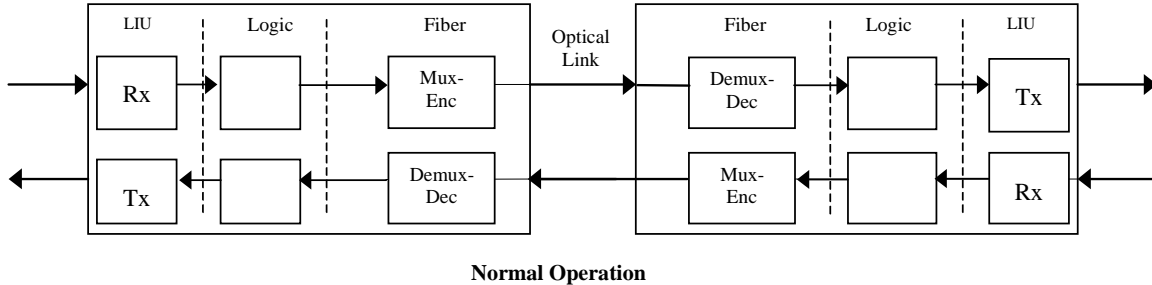 LIU Logic Fiber
Optical
Link
Fiber Logic LIU
Rx
Mux-
Enc
Demux-
Dec
Tx
Tx
Demux-
Dec
Mux-
Enc
Rx
Normal Operation